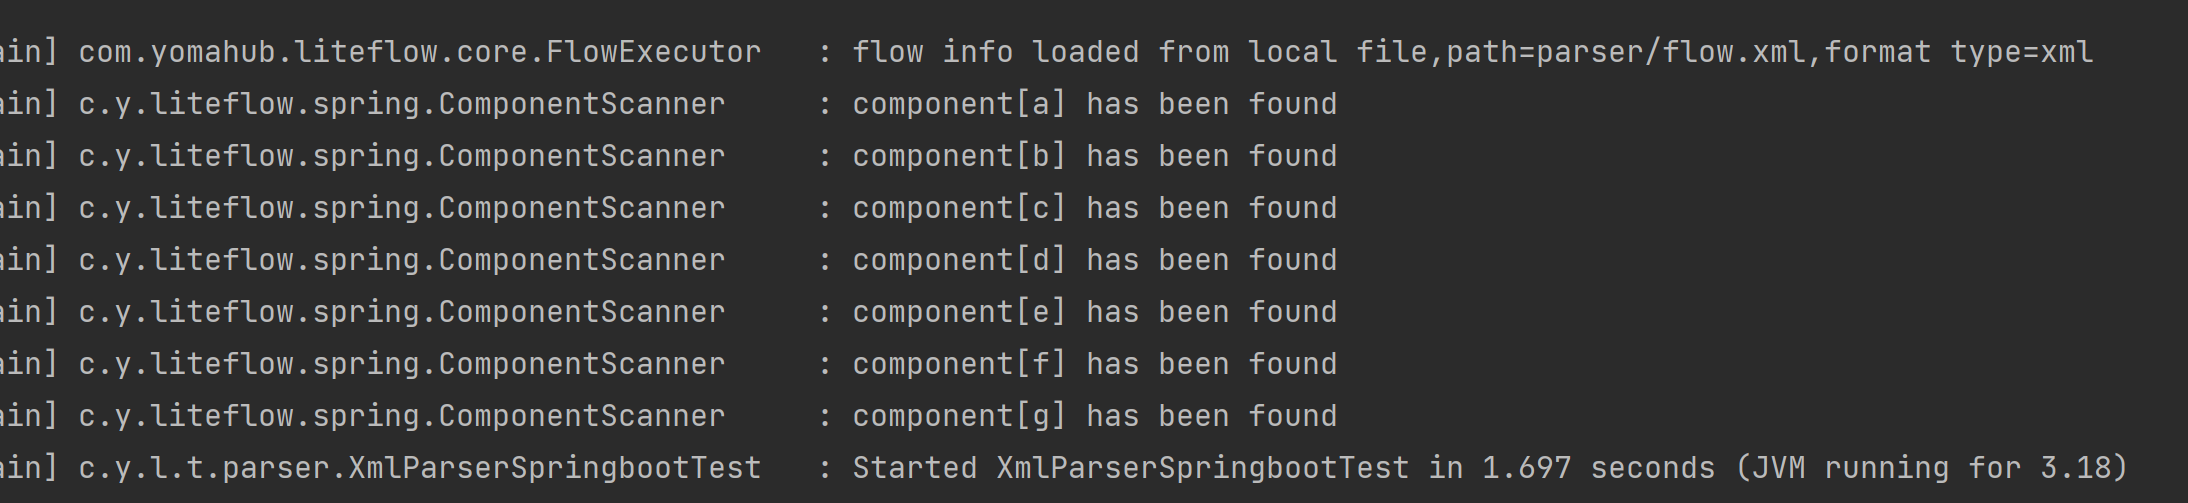 ain] com.yomahub.liteflow.core.FlowExecutor : flow info loaded from local file,path=parser/flow.xml,format type=xml
ain] c.y.liteflow.spring.ComponentScanner : component[a] has been found
ain] c.y.liteflow.spring.ComponentScanner : component[b] has been found
ain] c.y.liteflow.spring.ComponentScanner : component[c] has been found
ain] c.y.liteflow.spring.ComponentScanner : component[d] has been found
ain] c.y.liteflow.spring.ComponentScanner : component[e] has been found
ain] c.y.liteflow.spring.ComponentScanner : component[f] has been found
ain] c.y.liteflow.spring.ComponentScanner : component[g] has been found
ain] c.y.l.t.parser.XmlParserSpringbootTest : Started XmlParserSpringbootTest in 1.697 seconds (JVM running for 3.18)